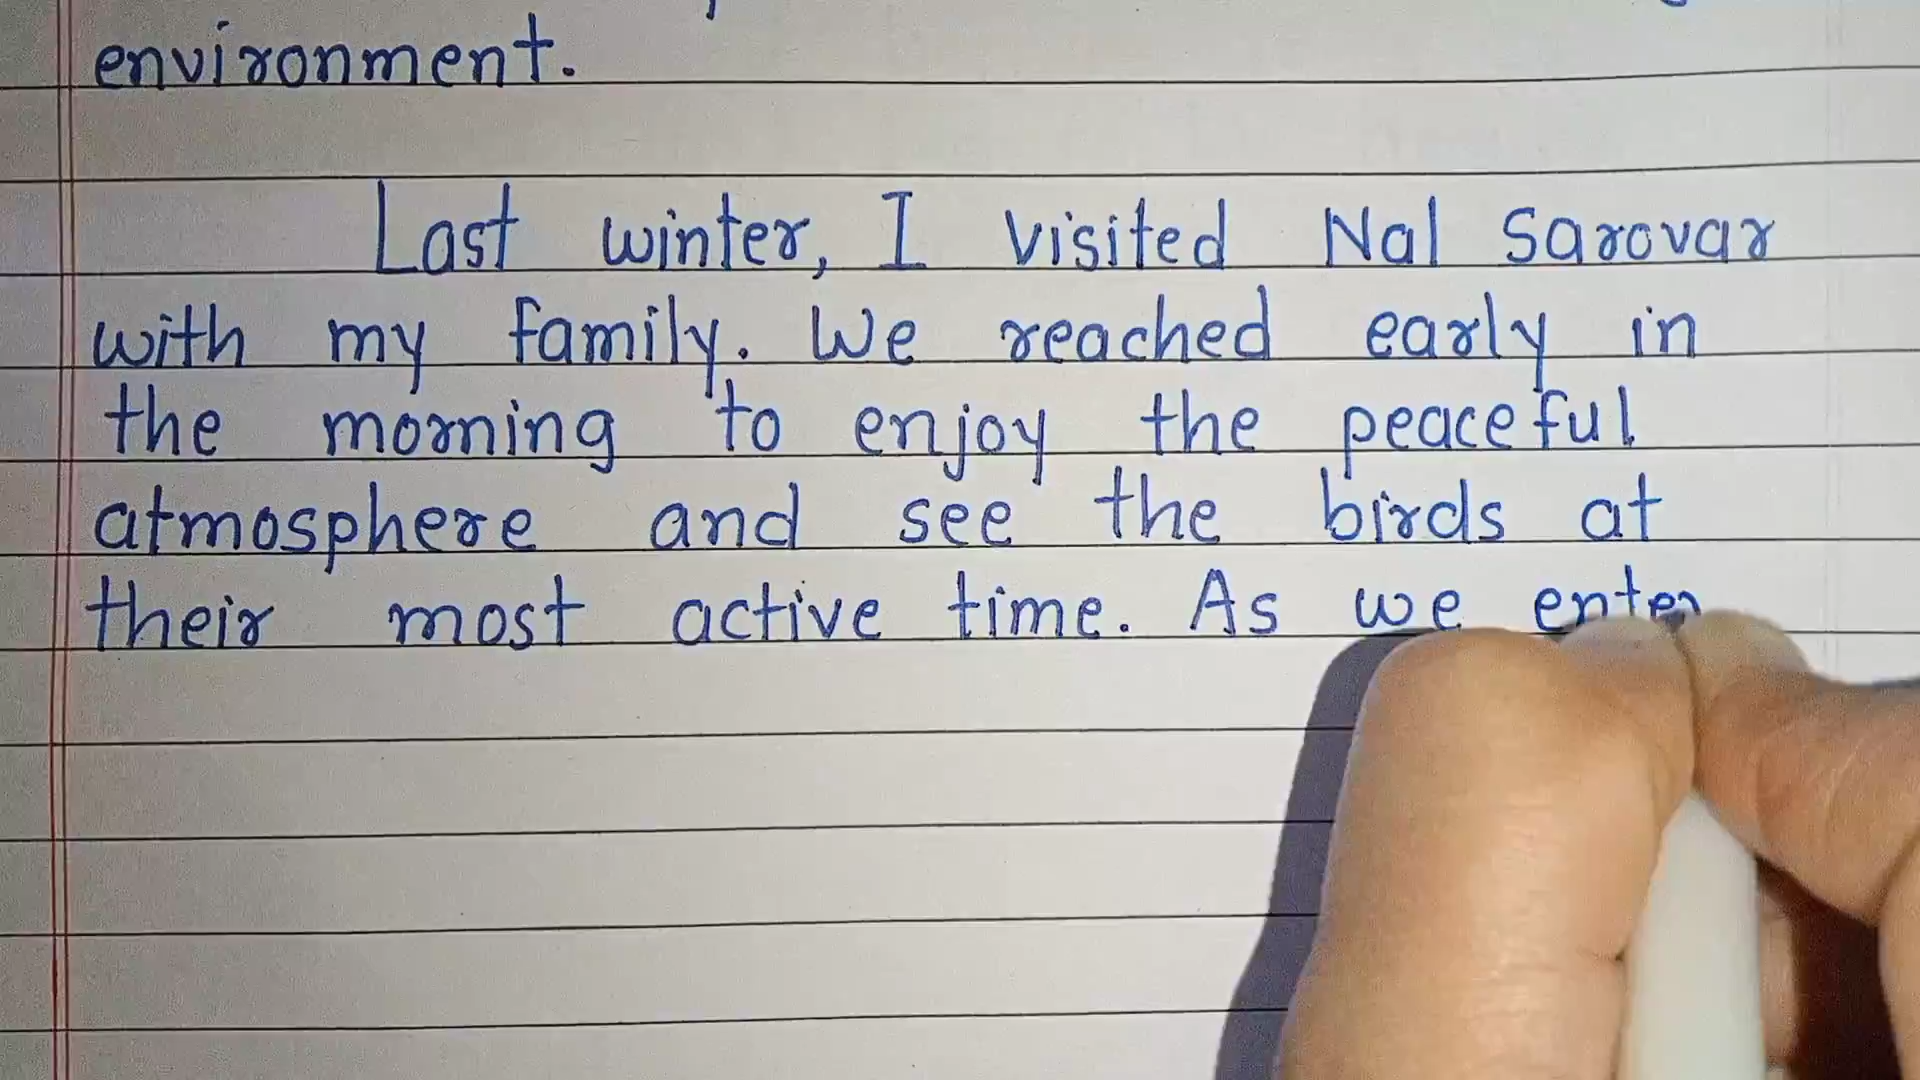 environment.
Last winter, I visited Nal Sarovar
with my family. We reached early in
the morning to enjoy the peaceful
atmosphere and see the birds at
their most active time. As we enter